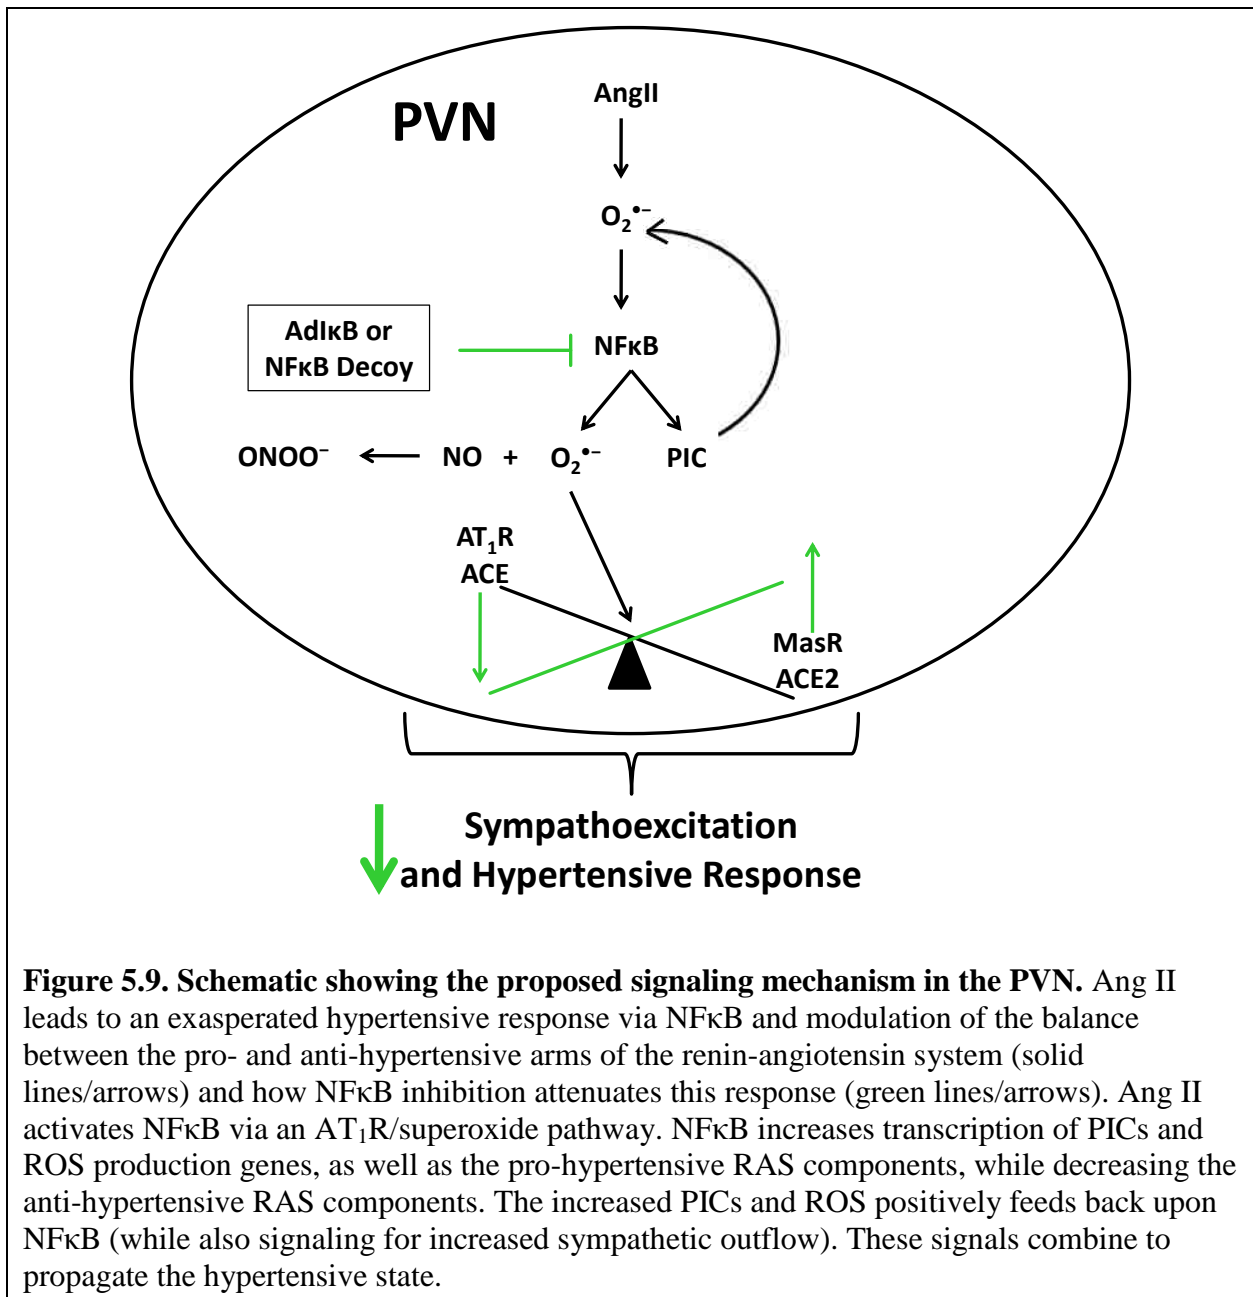 PVN
AngII
O₂•⁻
AdIκB or
NFκB Decoy
NFκB
ONOO⁻ NO + O₂•⁻ PIC
AT₁R
ACE
MasR
ACE2
Sympathoexcitation
and Hypertensive Response
Figure 5.9. Schematic showing the proposed signaling mechanism in the PVN. Ang II
leads to an exasperated hypertensive response via NFκB and modulation of the balance
between the pro- and anti-hypertensive arms of the renin-angiotensin system (solid
lines/arrows) and how NFκB inhibition attenuates this response (green lines/arrows). Ang II
activates NFκB via an AT₁R/superoxide pathway. NFκB increases transcription of PICs and
ROS production genes, as well as the pro-hypertensive RAS components, while decreasing the
anti-hypertensive RAS components. The increased PICs and ROS positively feeds back upon
NFκB (while also signaling for increased sympathetic outflow). These signals combine to
propagate the hypertensive state.